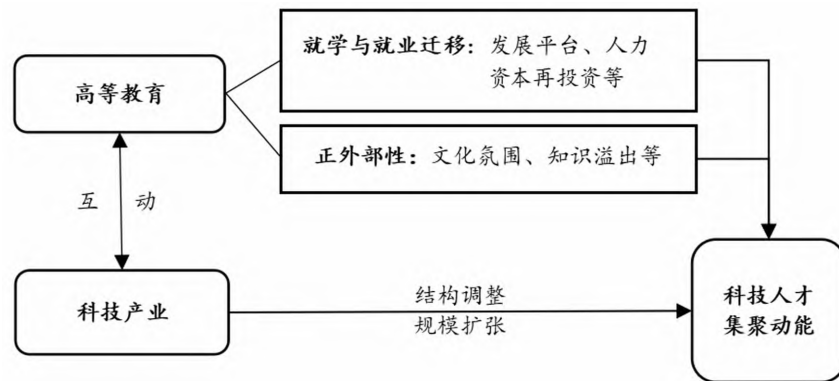 就学与就业迁移：发展平台、人力
资本再投资等
高等教育
正外部性：文化氛围、知识溢出等
互 动
科技产业
结构调整
规模扩张
科技人才
集聚动能